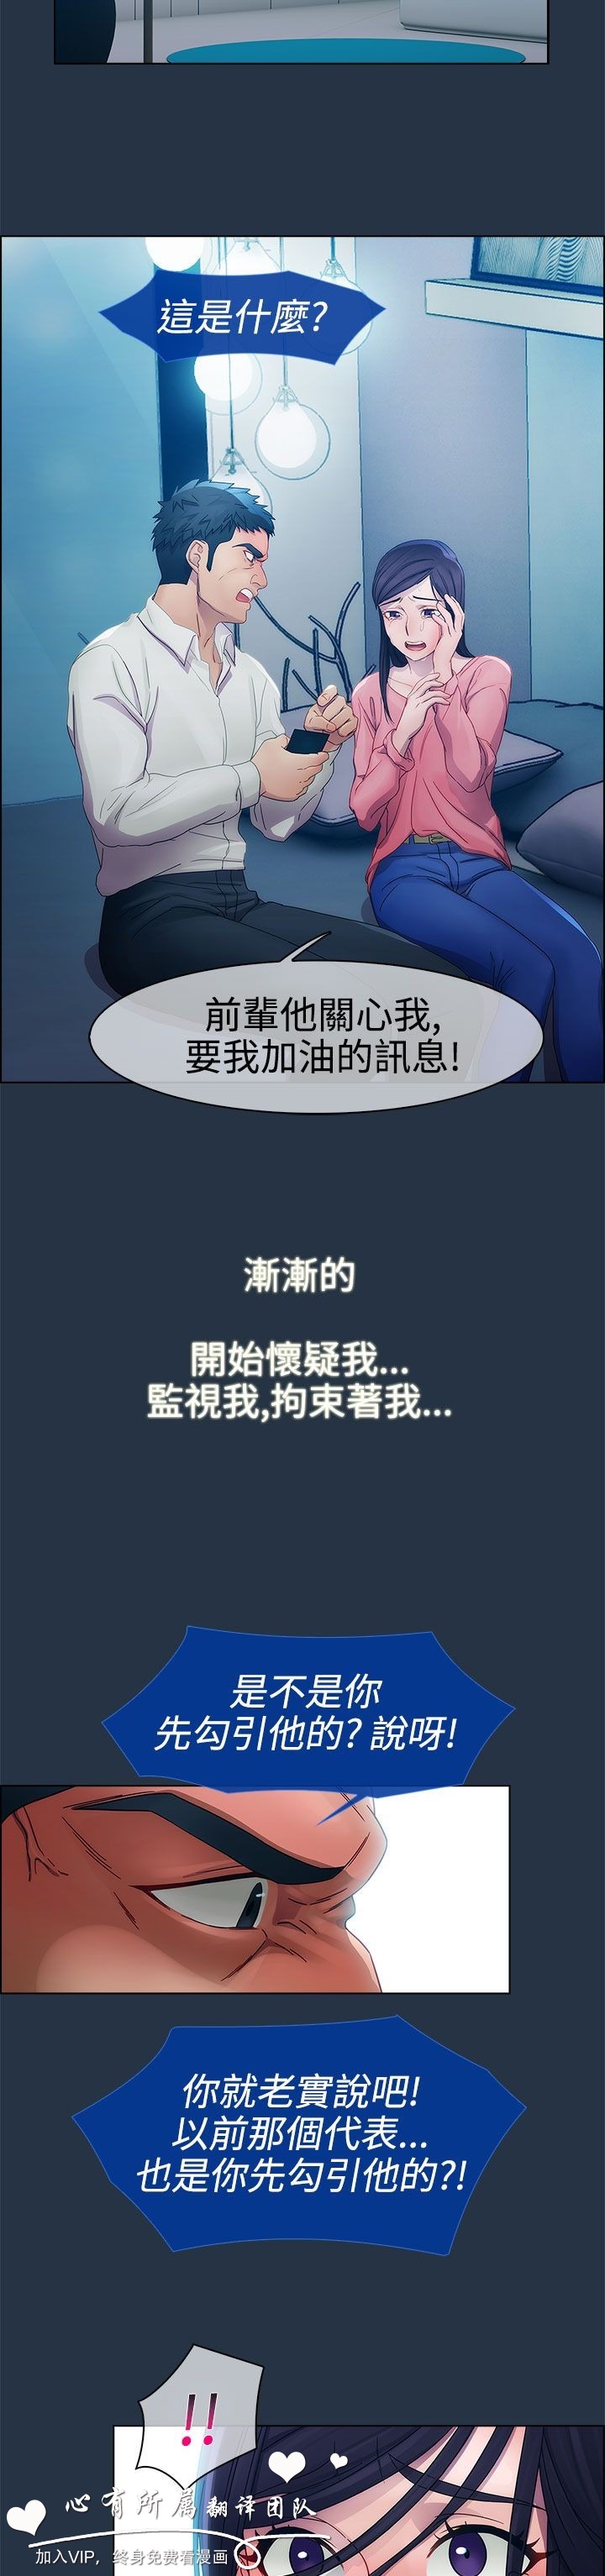 這是什麼?
前輩他關心我,
要我加油的訊息!
漸漸的
開始懷疑我...
監視我,拘束著我...
是不是你
先勾引他的?說呀!
你就老實說吧!
以前那個代表...
也是你先勾引他的?!
!!
心有所属翻译团队
加入VIP，终身免费看漫画